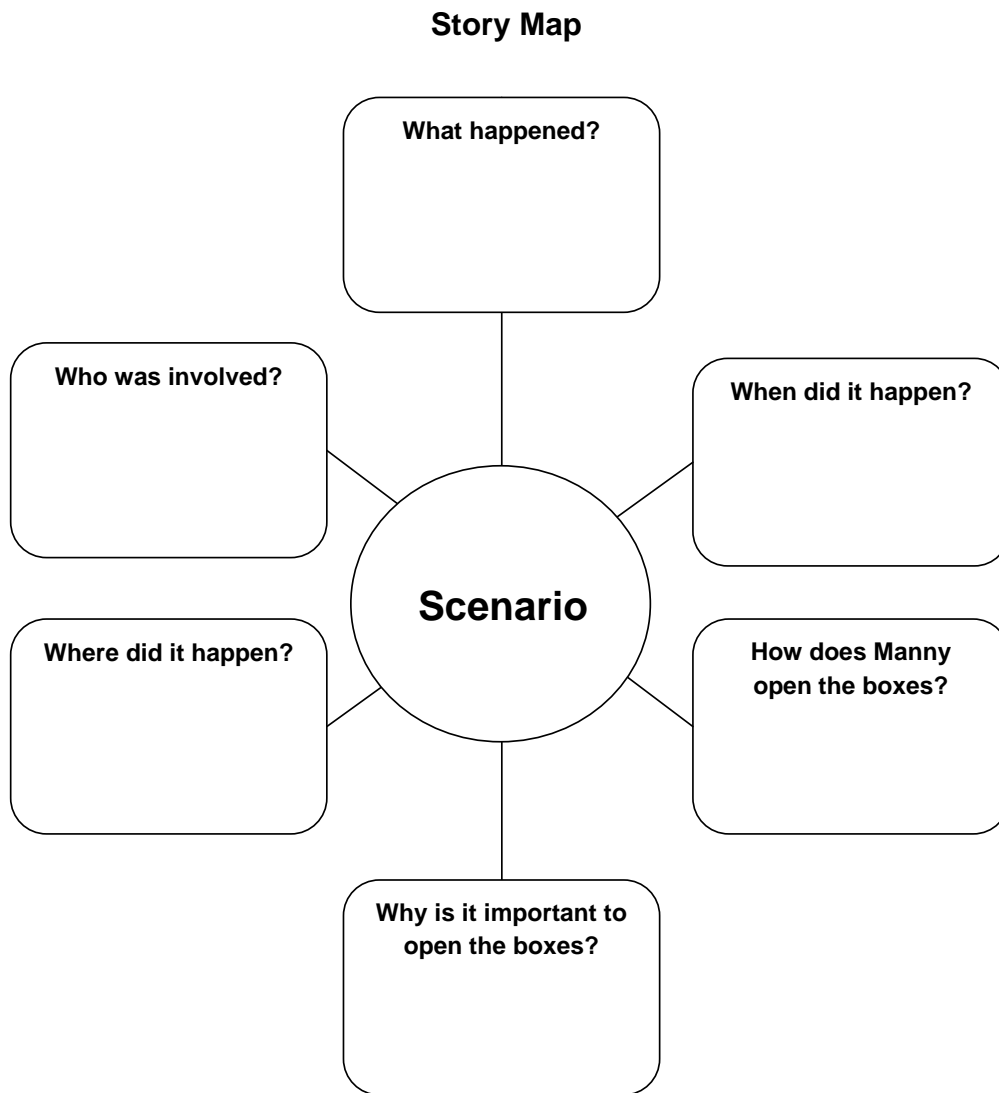 Story Map
What happened?
Who was involved?
When did it happen?
Scenario
Where did it happen?
How does Manny
open the boxes?
Why is it important to
open the boxes?